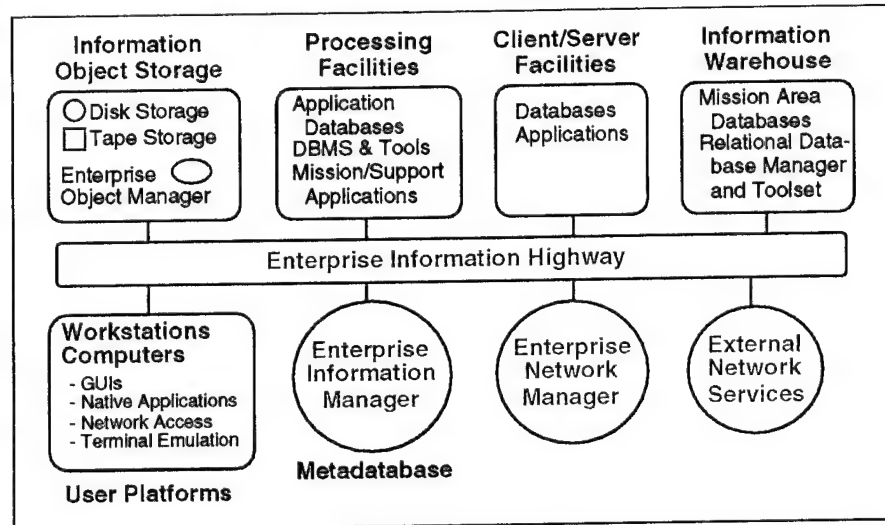 Information
Object Storage
Disk Storage
Tape Storage
Enterprise
Object Manager
Processing
Facilities
Application
Databases
DBMS & Tools
Mission/Support
Applications
Client/Server
Facilities
Databases
Applications
Information
Warehouse
Mission Area
Databases
Relational Data-
base Manager
and Toolset
Enterprise Information Highway
Workstations
Computers
- GUIs
- Native Applications
- Network Access
- Terminal Emulation
User Platforms
Enterprise
Information
Manager
Metadatabase
Enterprise
Network
Manager
External
Network
Services